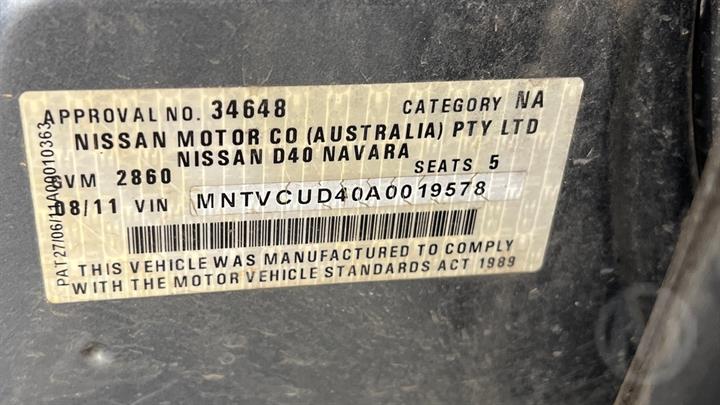 APPROVAL NO. 34648 CATEGORY NA
NISSAN MOTOR CO (AUSTRALIA) PTY LTD
NISSAN D40 NAVARA
GVM 2860 SEATS 5
08/11 VIN MNTVCUD40A0019578
THIS VEHICLE WAS MANUFACTURED TO COMPLY
WITH THE MOTOR VEHICLE STANDARDS ACT 1989